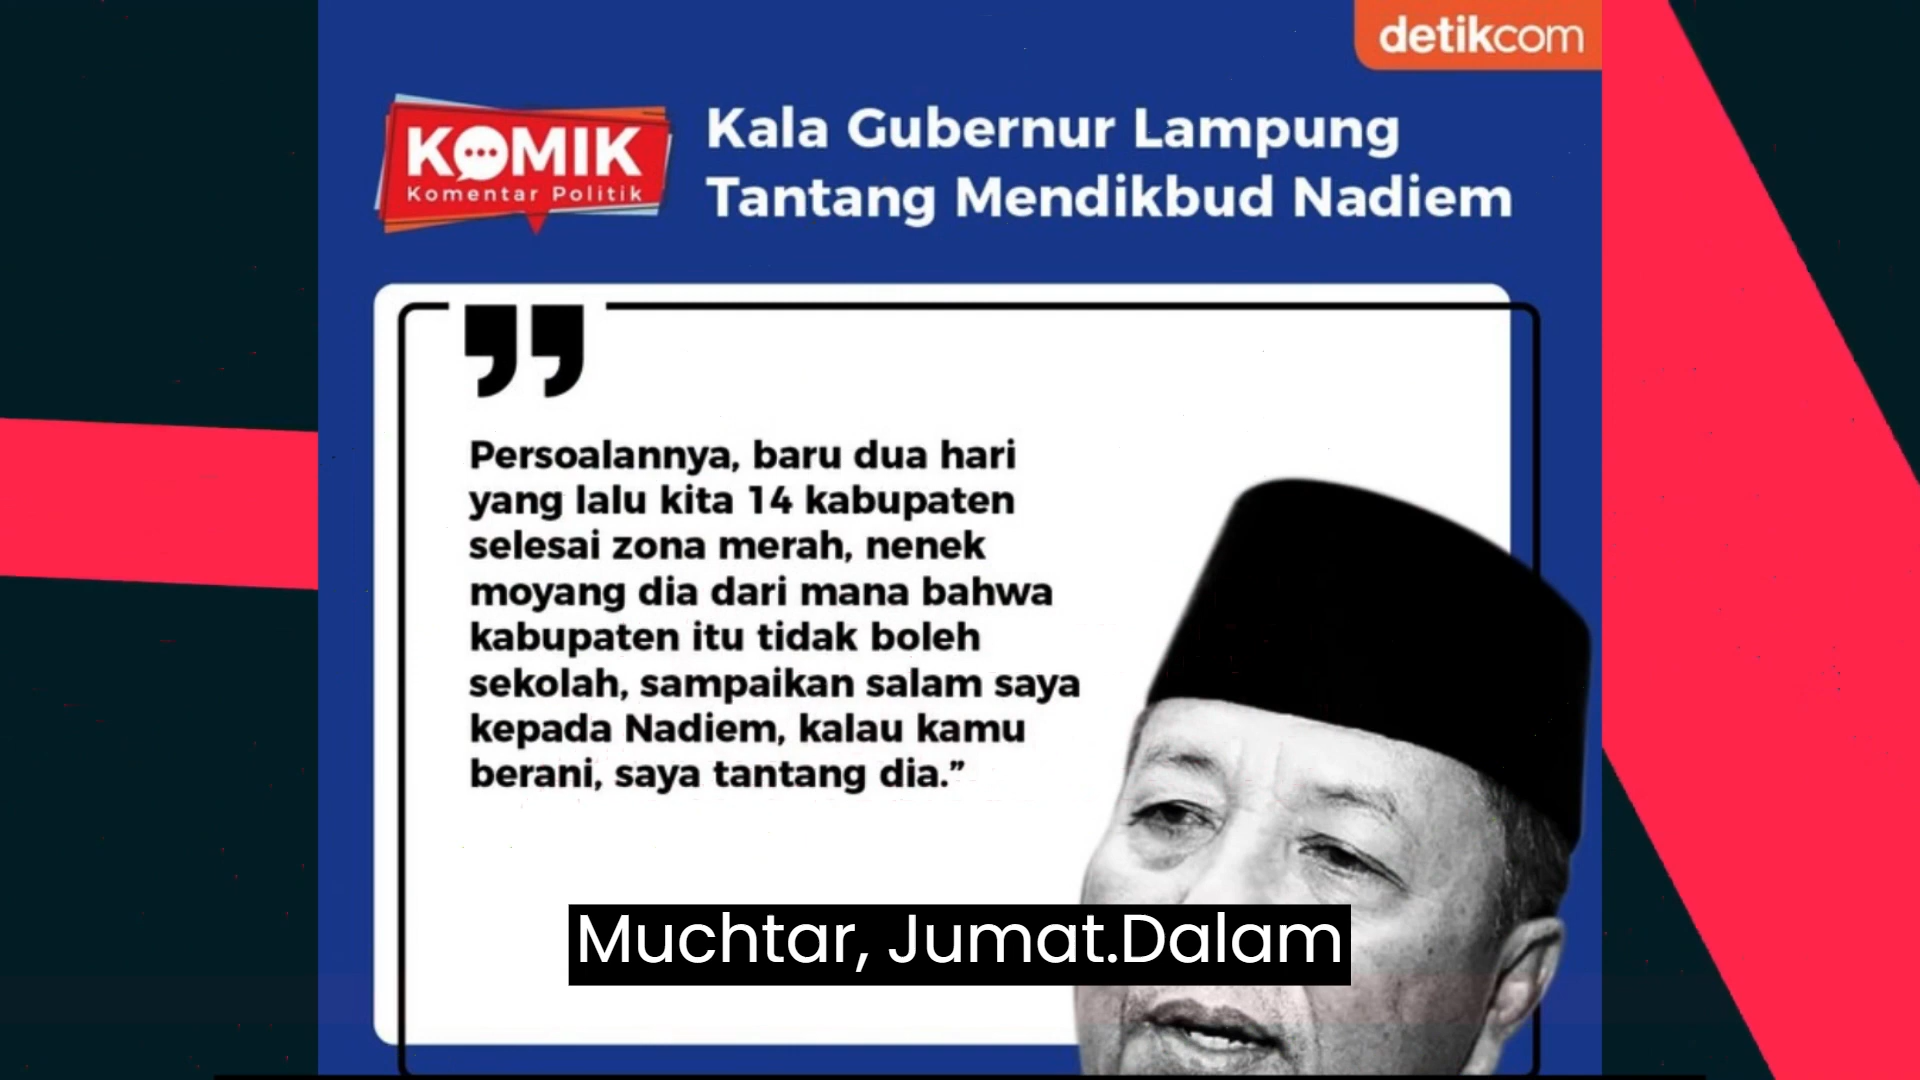 detikcom
KOMIK
Komentar Politik
Kala Gubernur Lampung
Tantang Mendikbud Nadiem
Persoalannya, baru dua hari
yang lalu kita 14 kabupaten
selesai zona merah, nenek
moyang dia dari mana bahwa
kabupaten itu tidak boleh
sekolah, sampaikan salam saya
kepada Nadiem, kalau kamu
berani, saya tantang dia.”
Muchtar, Jumat.Dalam